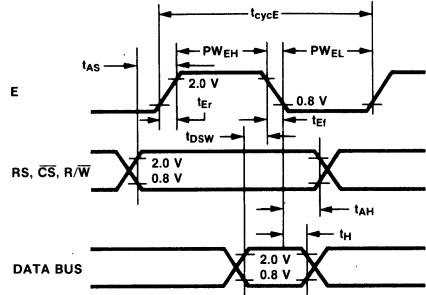 tcycE
PWEH
PWEL
tAS
E
2.0 V
0.8 V
tEr
tEf
tDSW
RS, C̅S̅, R/W̅
2.0 V
0.8 V
tAH
tH
DATA BUS
2.0 V
0.8 V